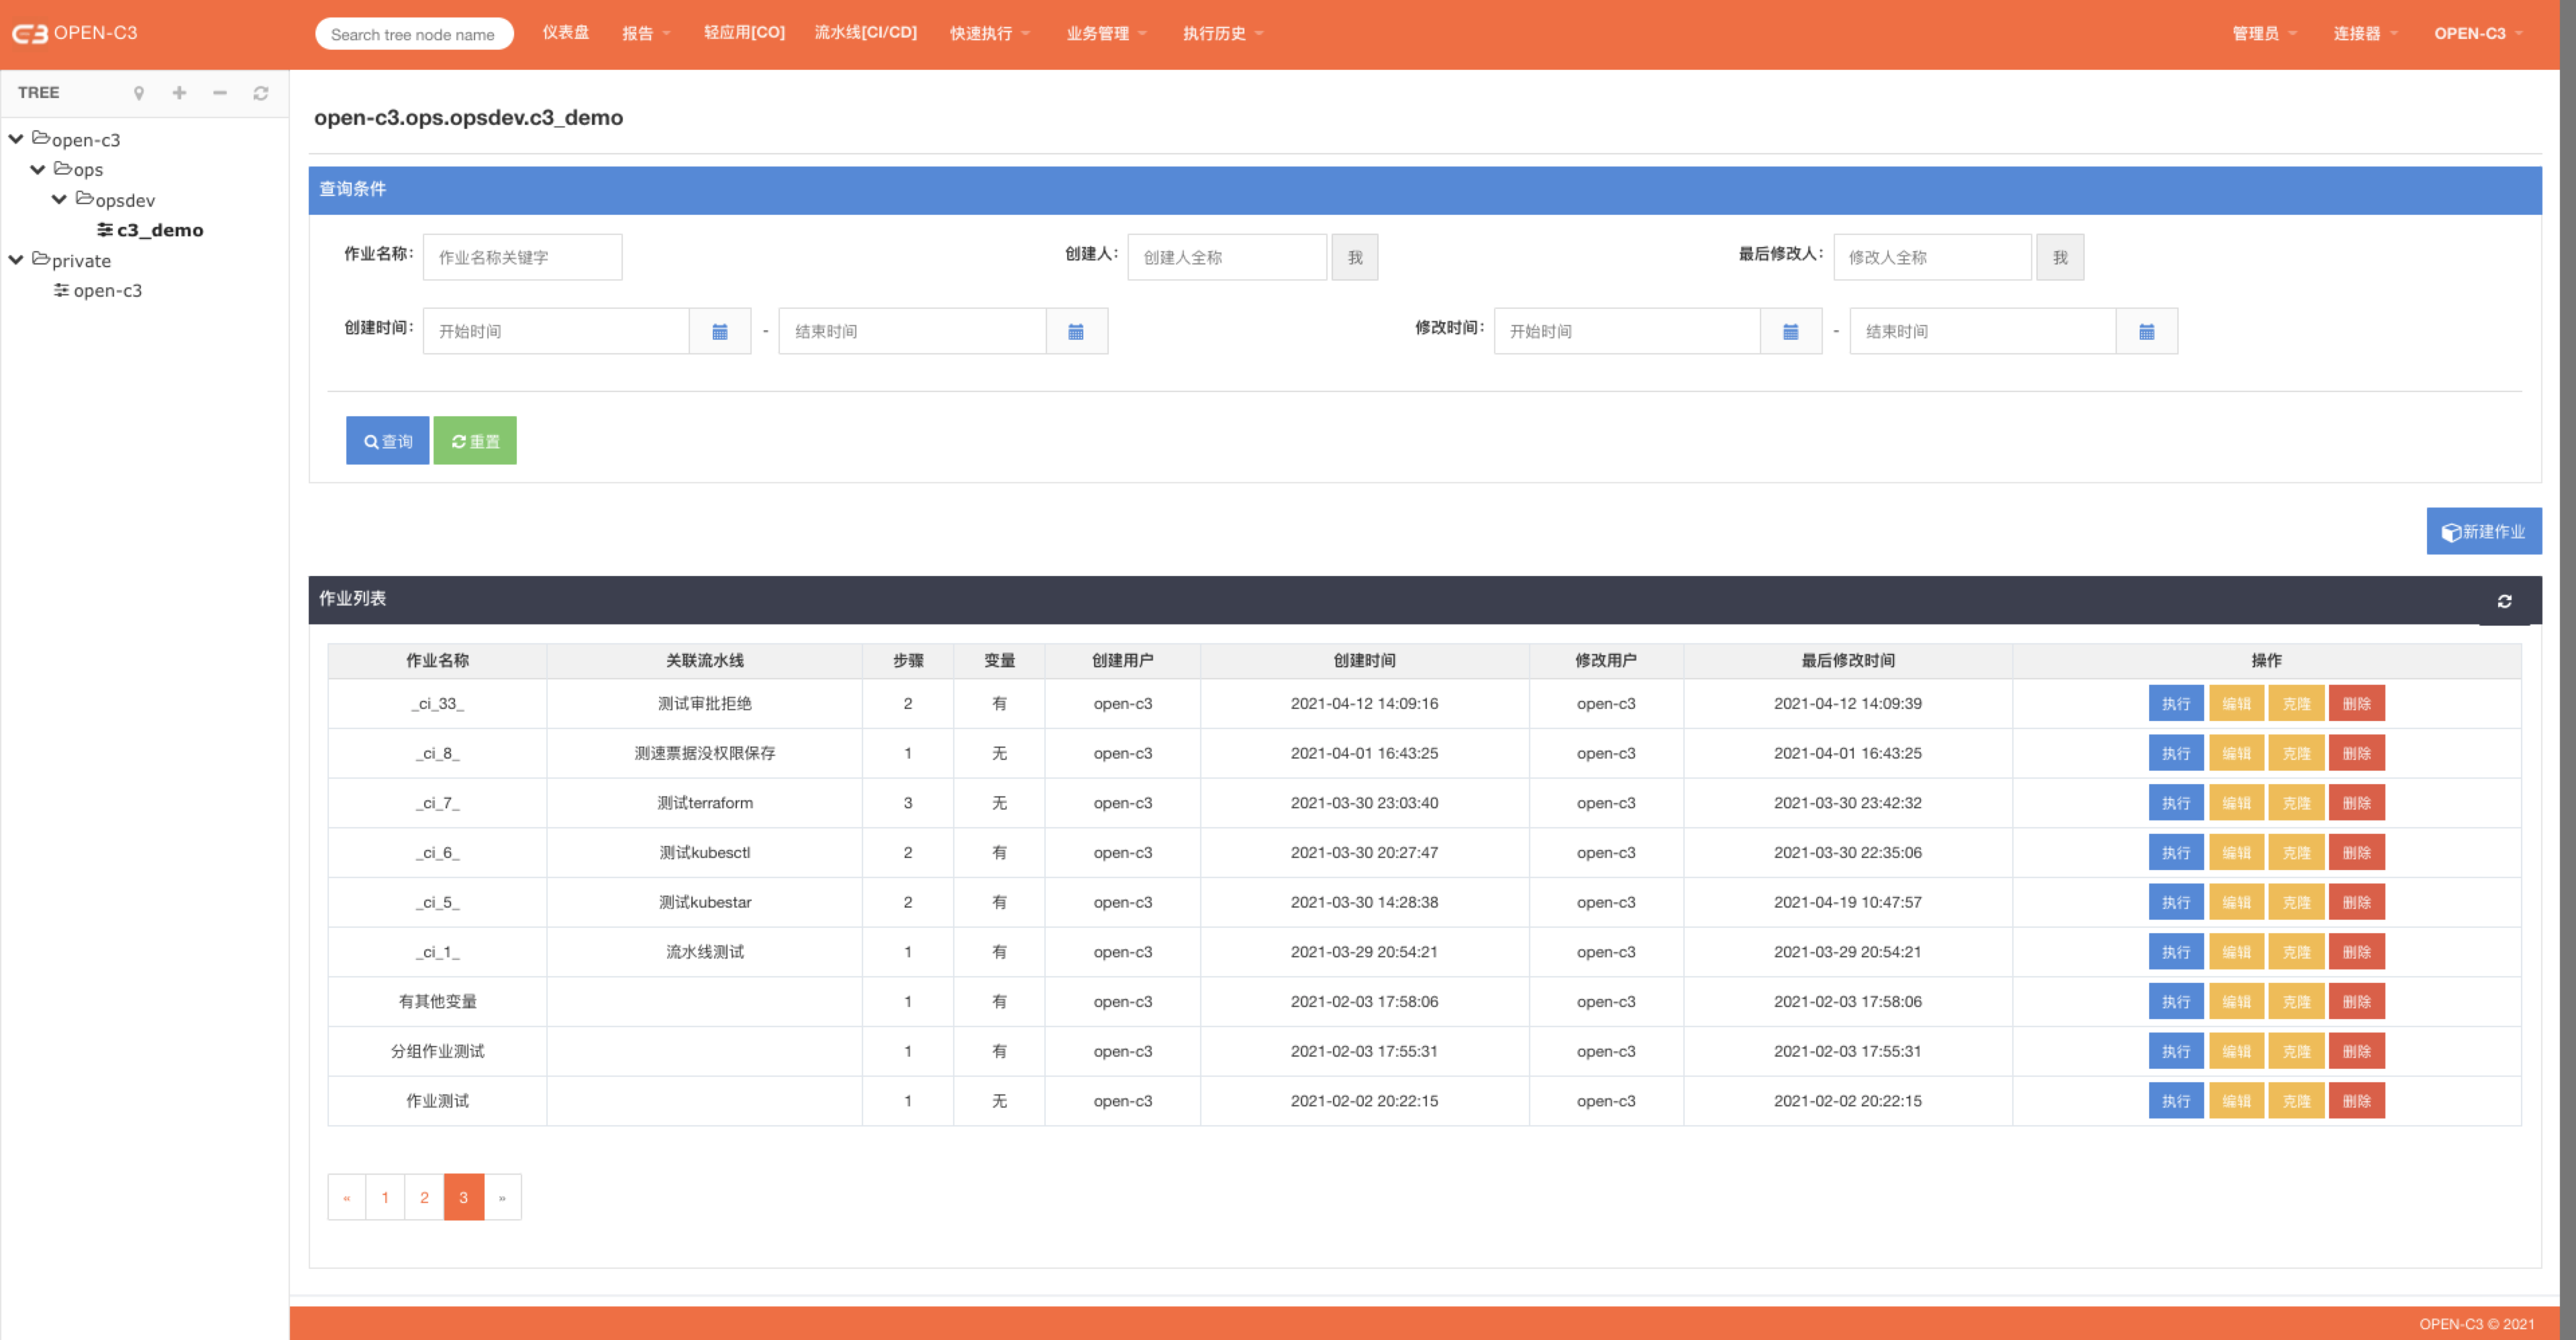 OPEN-C3 Search tree node name 仪表盘 报告 轻应用[CO] 流水线[CI/CD] 快速执行 业务管理 执行历史 管理员 连接器 OPEN-C3
TREE
open-c3
ops
opsdev
c3_demo
private
open-c3
open-c3.ops.opsdev.c3_demo
查询条件
作业名称: 作业名称关键字 创建人: 创建人全称 我 最后修改人: 修改人全称 我
创建时间: 开始时间 - 结束时间 修改时间: 开始时间 - 结束时间
查询 重置
新建作业
作业列表
作业名称 关联流水线 步骤 变量 创建用户 创建时间 修改用户 最后修改时间 操作
_ci_33_ 测试审批拒绝 2 有 open-c3 2021-04-12 14:09:16 open-c3 2021-04-12 14:09:39 执行 编辑 克隆 删除
_ci_8_ 测速票据没权限保存 1 无 open-c3 2021-04-01 16:43:25 open-c3 2021-04-01 16:43:25 执行 编辑 克隆 删除
_ci_7_ 测试terraform 3 无 open-c3 2021-03-30 23:03:40 open-c3 2021-03-30 23:42:32 执行 编辑 克隆 删除
_ci_6_ 测试kubesctl 2 有 open-c3 2021-03-30 20:27:47 open-c3 2021-03-30 22:35:06 执行 编辑 克隆 删除
_ci_5_ 测试kubestar 2 有 open-c3 2021-03-30 14:28:38 open-c3 2021-04-19 10:47:57 执行 编辑 克隆 删除
_ci_1_ 流水线测试 1 有 open-c3 2021-03-29 20:54:21 open-c3 2021-03-29 20:54:21 执行 编辑 克隆 删除
有其他变量 1 有 open-c3 2021-02-03 17:58:06 open-c3 2021-02-03 17:58:06 执行 编辑 克隆 删除
分组作业测试 1 有 open-c3 2021-02-03 17:55:31 open-c3 2021-02-03 17:55:31 执行 编辑 克隆 删除
作业测试 1 无 open-c3 2021-02-02 20:22:15 open-c3 2021-02-02 20:22:15 执行 编辑 克隆 删除
« 1 2 3 »
OPEN-C3 © 2021